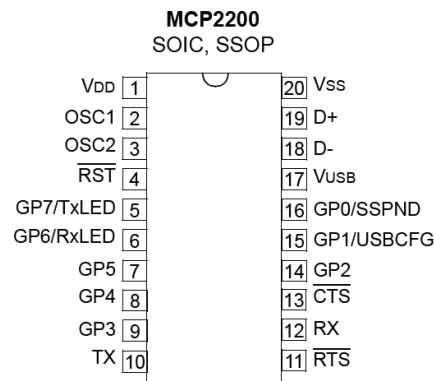 MCP2200
SOIC, SSOP
VDD 1 20 VSS
OSC1 2 19 D+
OSC2 3 18 D-
RST 4 17 VUSB
GP7/TxLED 5 16 GP0/SSPND
GP6/RxLED 6 15 GP1/USBCFG
GP5 7 14 GP2
GP4 8 13 CTS
GP3 9 12 RX
TX 10 11 RTS